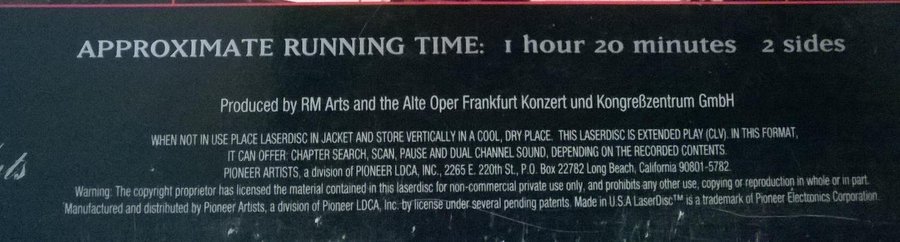 APPROXIMATE RUNNING TIME: 1 hour 20 minutes 2 sides
Produced by RM Arts and the Alte Oper Frankfurt Konzert und Kongreßzentrum GmbH
WHEN NOT IN USE PLACE LASERDISC IN JACKET AND STORE VERTICALLY IN A COOL, DRY PLACE. THIS LASERDISC IS EXTENDED PLAY (CLV). IN THIS FORMAT,
IT CAN OFFER: CHAPTER SEARCH, SCAN, PAUSE AND DUAL CHANNEL SOUND, DEPENDING ON THE RECORDED CONTENTS.
PIONEER ARTISTS, a division of PIONEER LDCA, INC., 2265 E. 220th St., P.O. Box 22782 Long Beach, California 90801-5782.
Warning: The copyright proprietor has licensed the material contained in this laserdisc for non-commercial private use only, and prohibits any other use, copying or reproduction in whole or in part.
Manufactured and distributed by Pioneer Artists, a division of Pioneer LDCA, Inc. by license under several pending patents. Made in U.S.A LaserDisc™ is a trademark of Pioneer Electronics Corporation.